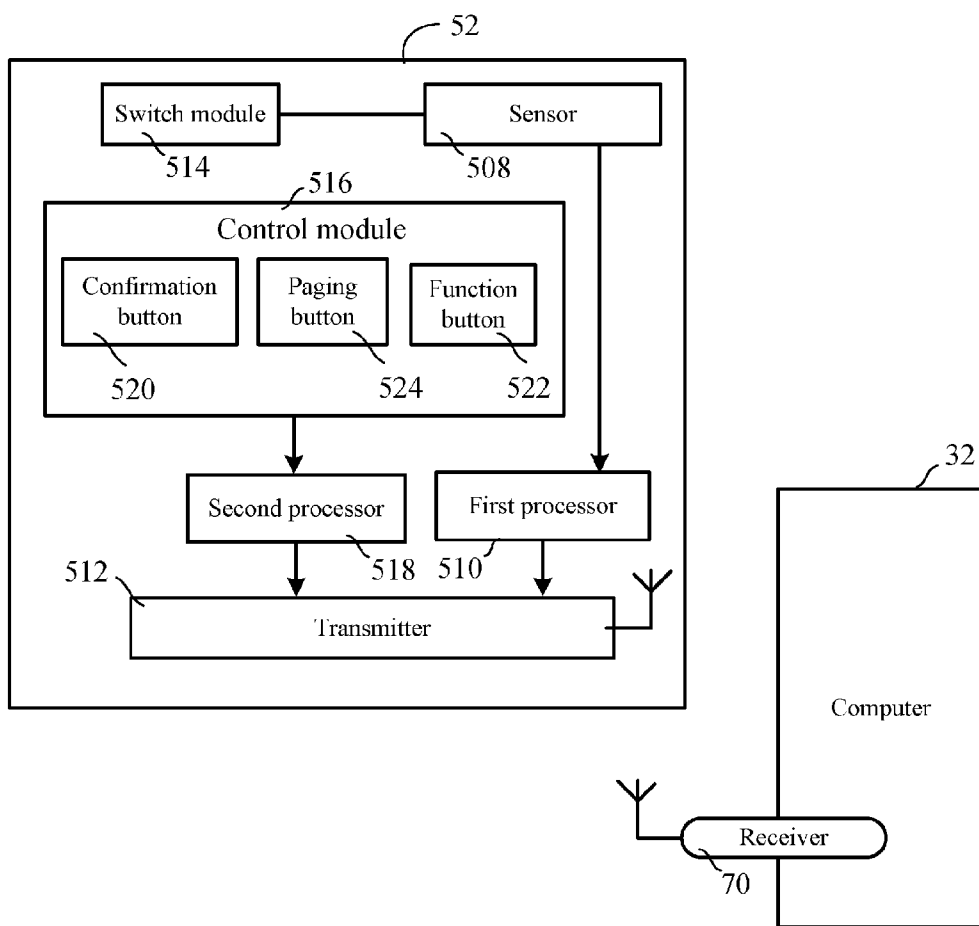 52
Switch module
Sensor
514
508
516
Control module
Confirmation
button
Paging
button
Function
button
520
524
522
32
Second processor
First processor
518
510
512
Transmitter
Computer
Receiver
70